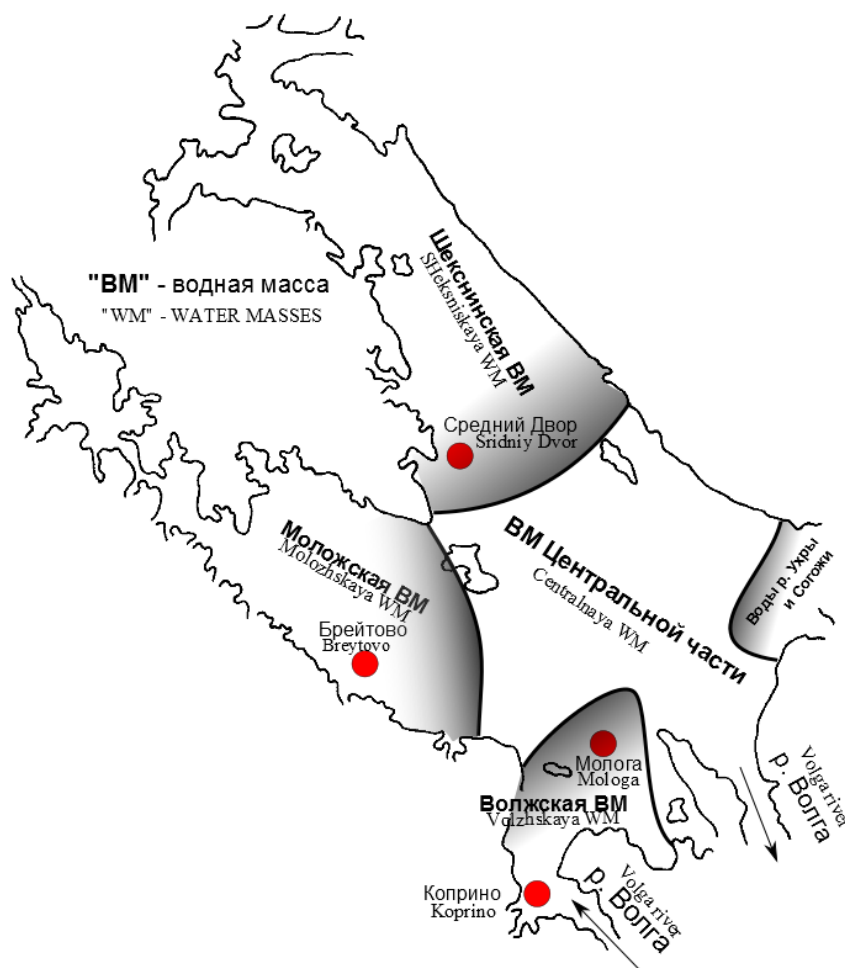 Шекснинская ВМ
SHeksniskaya WM
"ВМ" - водная масса
"WM" - WATER MASSES
Средний Двор
Sridniy Dvor
Моложская ВМ
Molozhskaya WM
ВМ Центральной части
Centralnaya WM
Воды р. Ухры
и Согожи
Брейтово
Breytovo
Молога
Mologa
Волжская ВМ
Volzhskaya WM
Volga river
р. Волга
Коприно
Koprino
Volga river
р. Волга